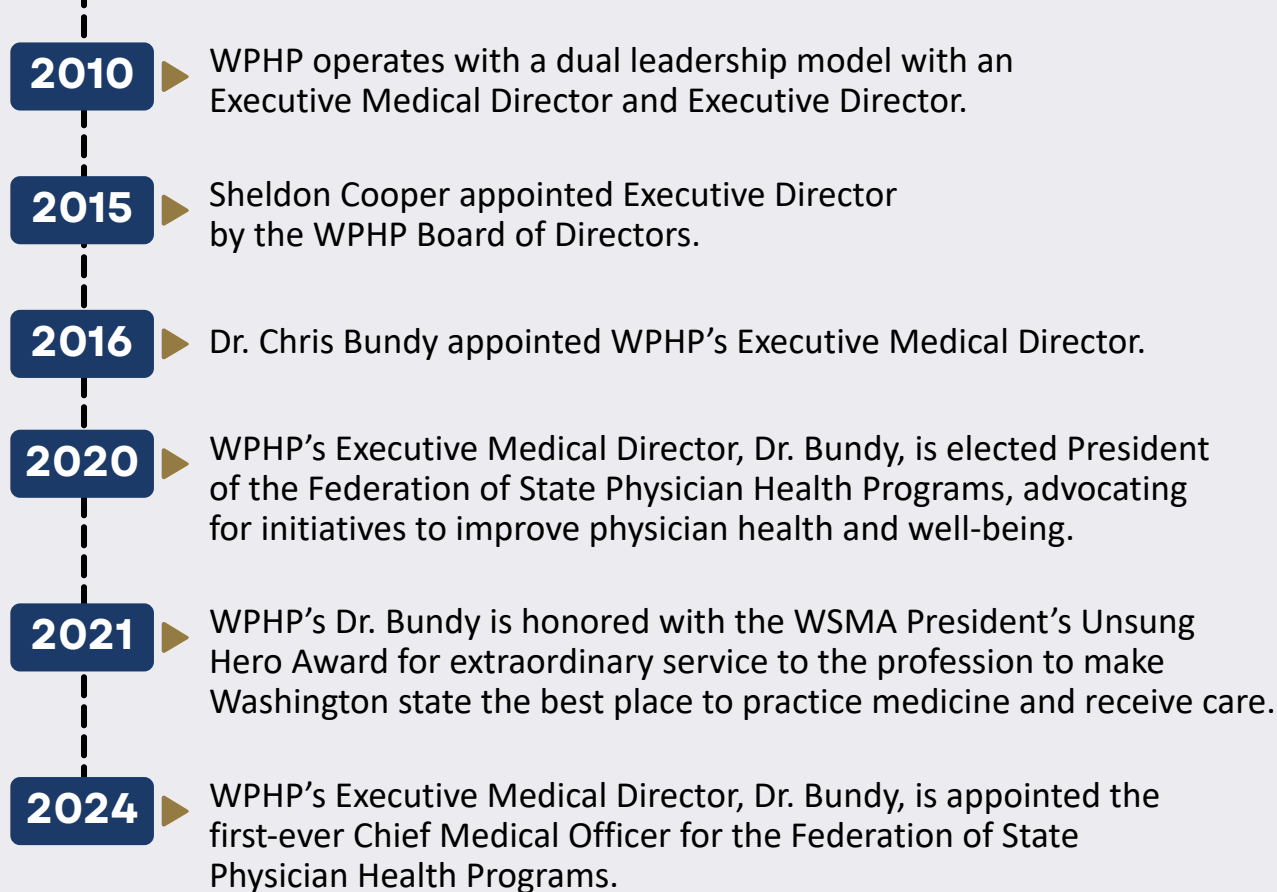 2010
WPHP operates with a dual leadership model with an
Executive Medical Director and Executive Director.
2015
Sheldon Cooper appointed Executive Director
by the WPHP Board of Directors.
2016
Dr. Chris Bundy appointed WPHP’s Executive Medical Director.
2020
WPHP’s Executive Medical Director, Dr. Bundy, is elected President
of the Federation of State Physician Health Programs, advocating
for initiatives to improve physician health and well-being.
2021
WPHP’s Dr. Bundy is honored with the WSMA President’s Unsung
Hero Award for extraordinary service to the profession to make
Washington state the best place to practice medicine and receive care.
2024
WPHP’s Executive Medical Director, Dr. Bundy, is appointed the
first-ever Chief Medical Officer for the Federation of State
Physician Health Programs.